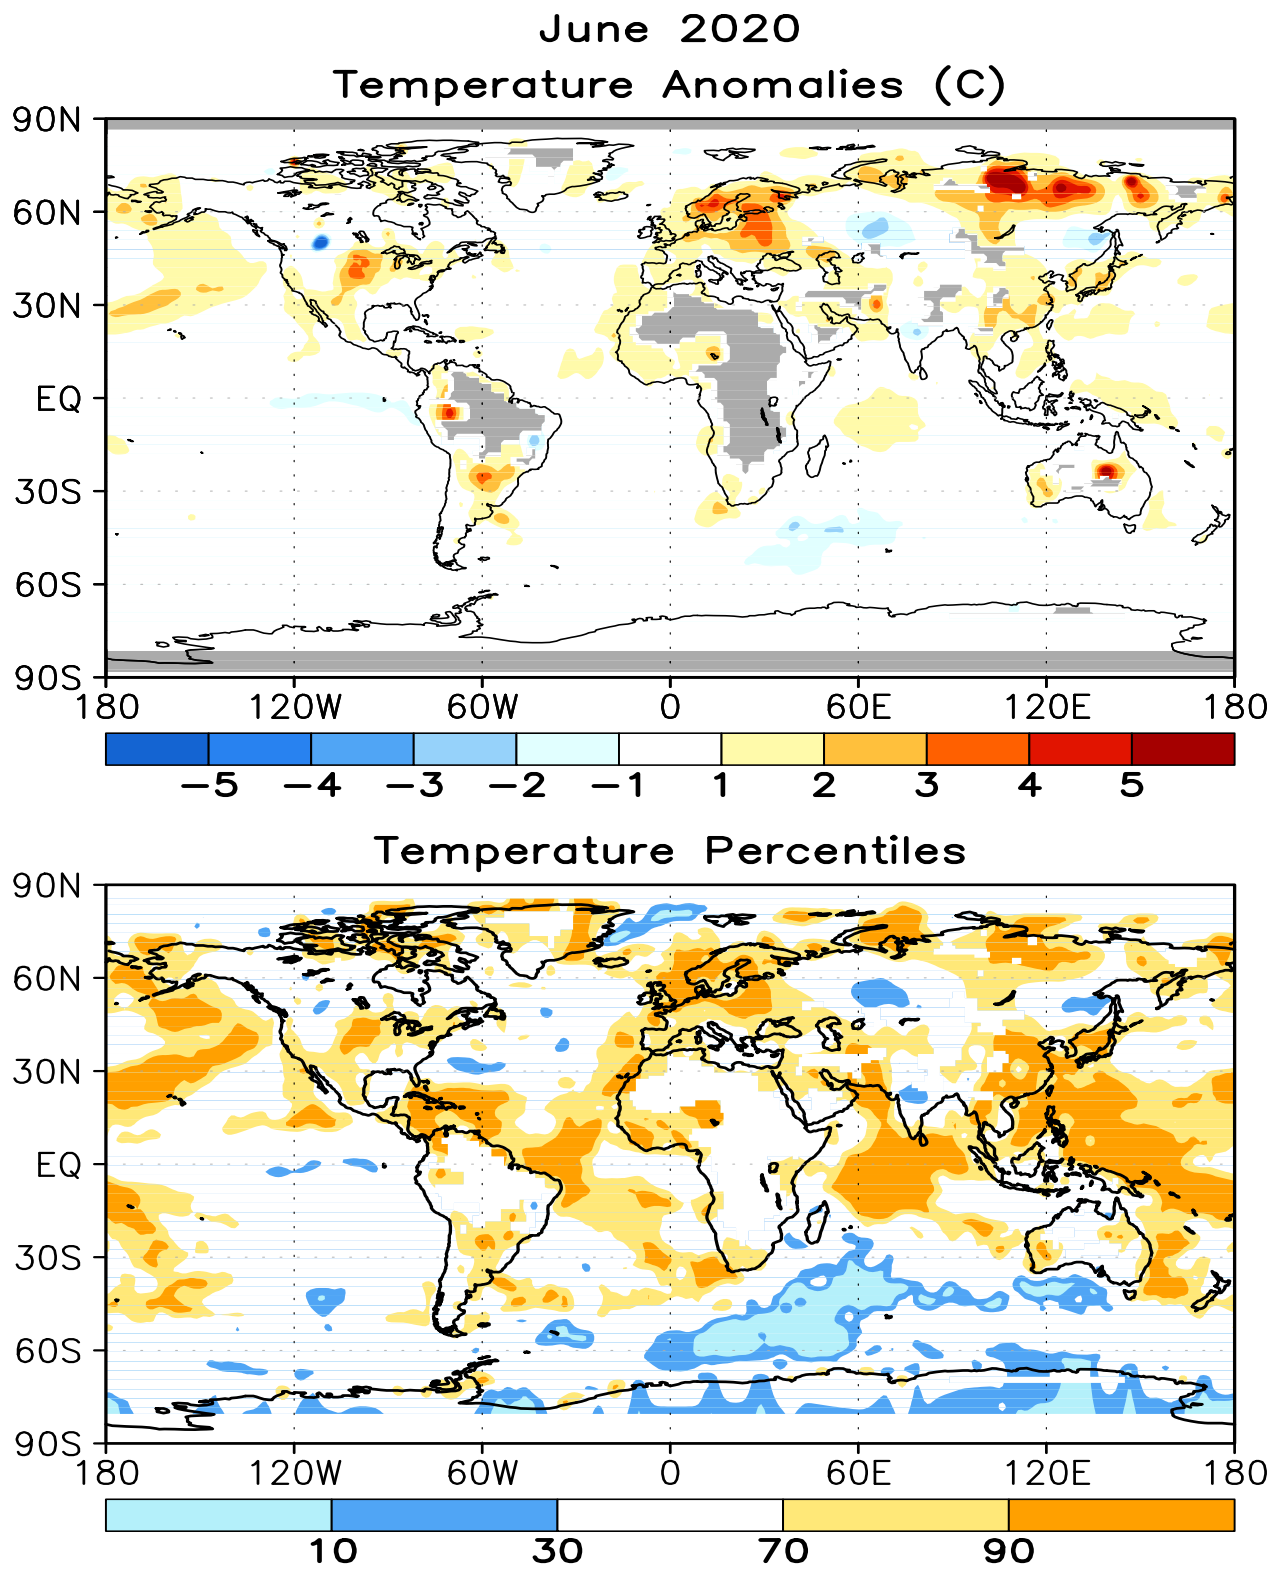 June 2020
Temperature Anomalies (C)
90N
60N
30N
EQ
30S
60S
90S
180 120W 60W 0 60E 120E 180
−5 −4 −3 −2 −1 1 2 3 4 5
Temperature Percentiles
90N
60N
30N
EQ
30S
60S
90S
180 120W 60W 0 60E 120E 180
10 30 70 90